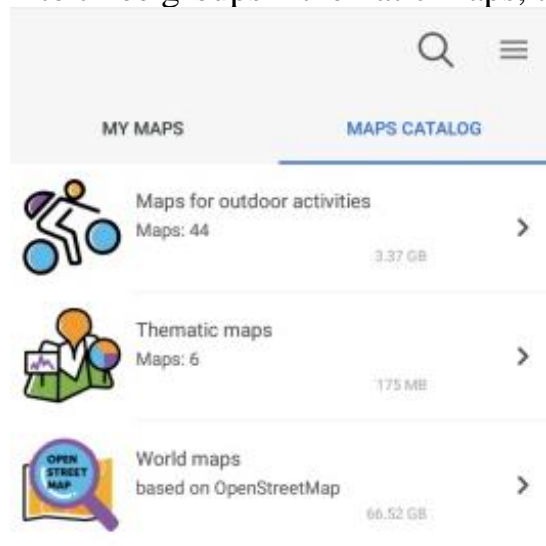 MY MAPS
MAPS CATALOG
Maps for outdoor activities
Maps: 44
3.37 GB
Thematic maps
Maps: 6
175 MB
OPEN
STREET
MAP
World maps
based on OpenStreetMap
66.52 GB